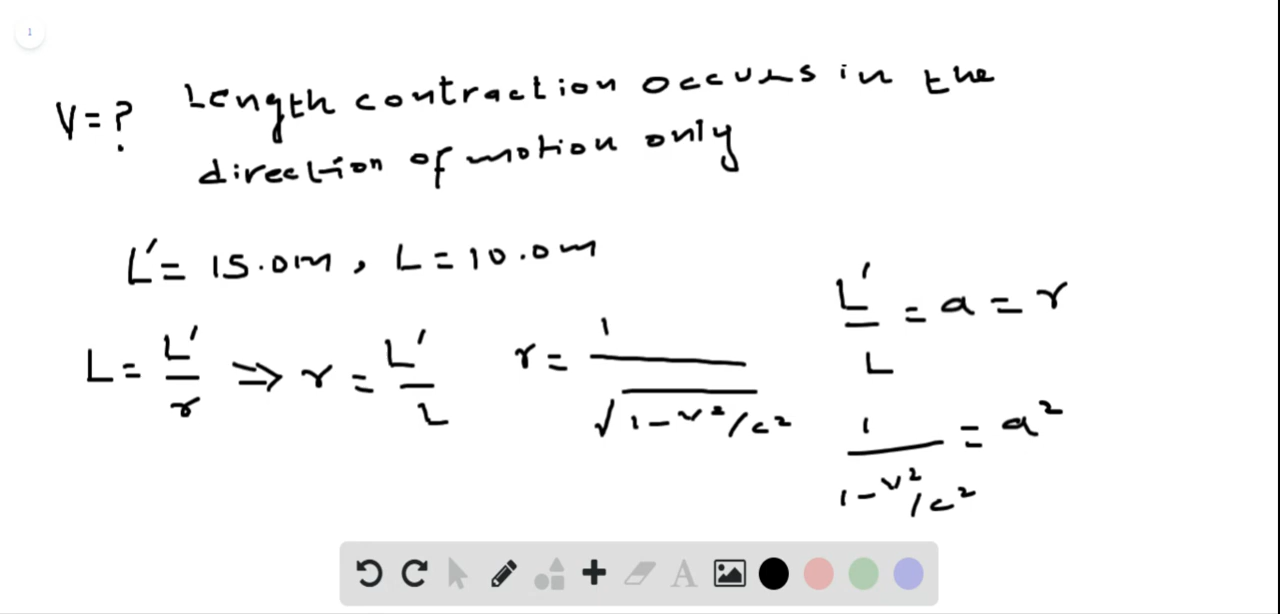 1
V = ? Length contraction occurs in the
direction of motion only
L' = 15.0m, L = 10.0m
L = L'/γ ⇒ γ = L'/L γ = 1/√(1-v²/c²) L'/L = a = γ
1/(1-v²/c²) = a²
A